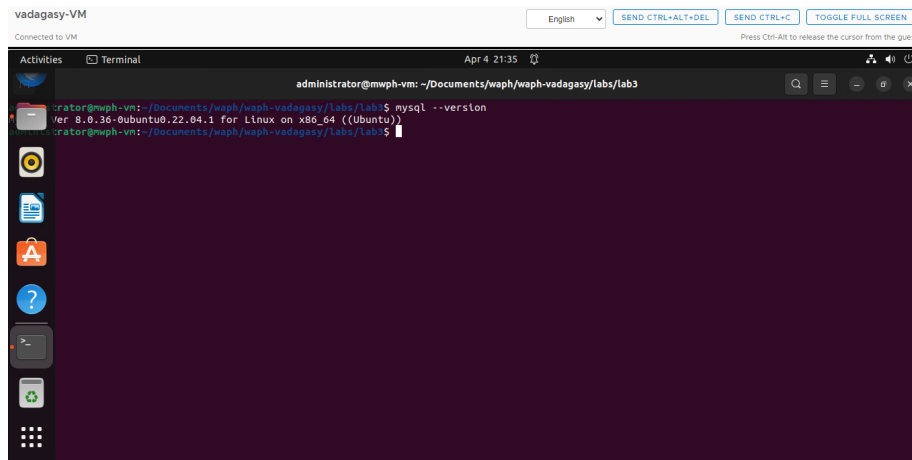 vadagasy-VM
English
SEND CTRL+ALT+DEL
SEND CTRL+C
TOGGLE FULL SCREEN
Connected to VM
Press Ctrl-Alt to release the cursor from the gue
Activities
Terminal
Apr 4 21:35
administrator@mwph-vm: ~/Documents/waph/waph-vadagasy/labs/lab3
trator@mwph-vm:~/Documents/waph/waph-vadagasy/labs/lab3$ mysql --version
Ver 8.0.36-0ubuntu0.22.04.1 for Linux on x86_64 ((Ubuntu))
trator@mwph-vm:~/Documents/waph/waph-vadagasy/labs/lab3$